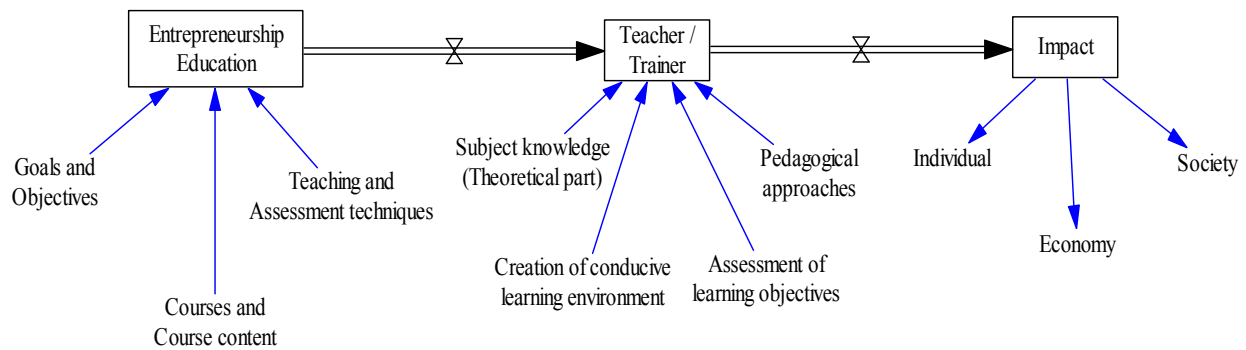 Entrepreneurship
Education
Teacher /
Trainer
Impact
Goals and
Objectives
Teaching and
Assessment techniques
Courses and
Course content
Subject knowledge
(Theoretical part)
Pedagogical
approaches
Creation of conducive
learning environment
Assessment of
learning objectives
Individual
Society
Economy